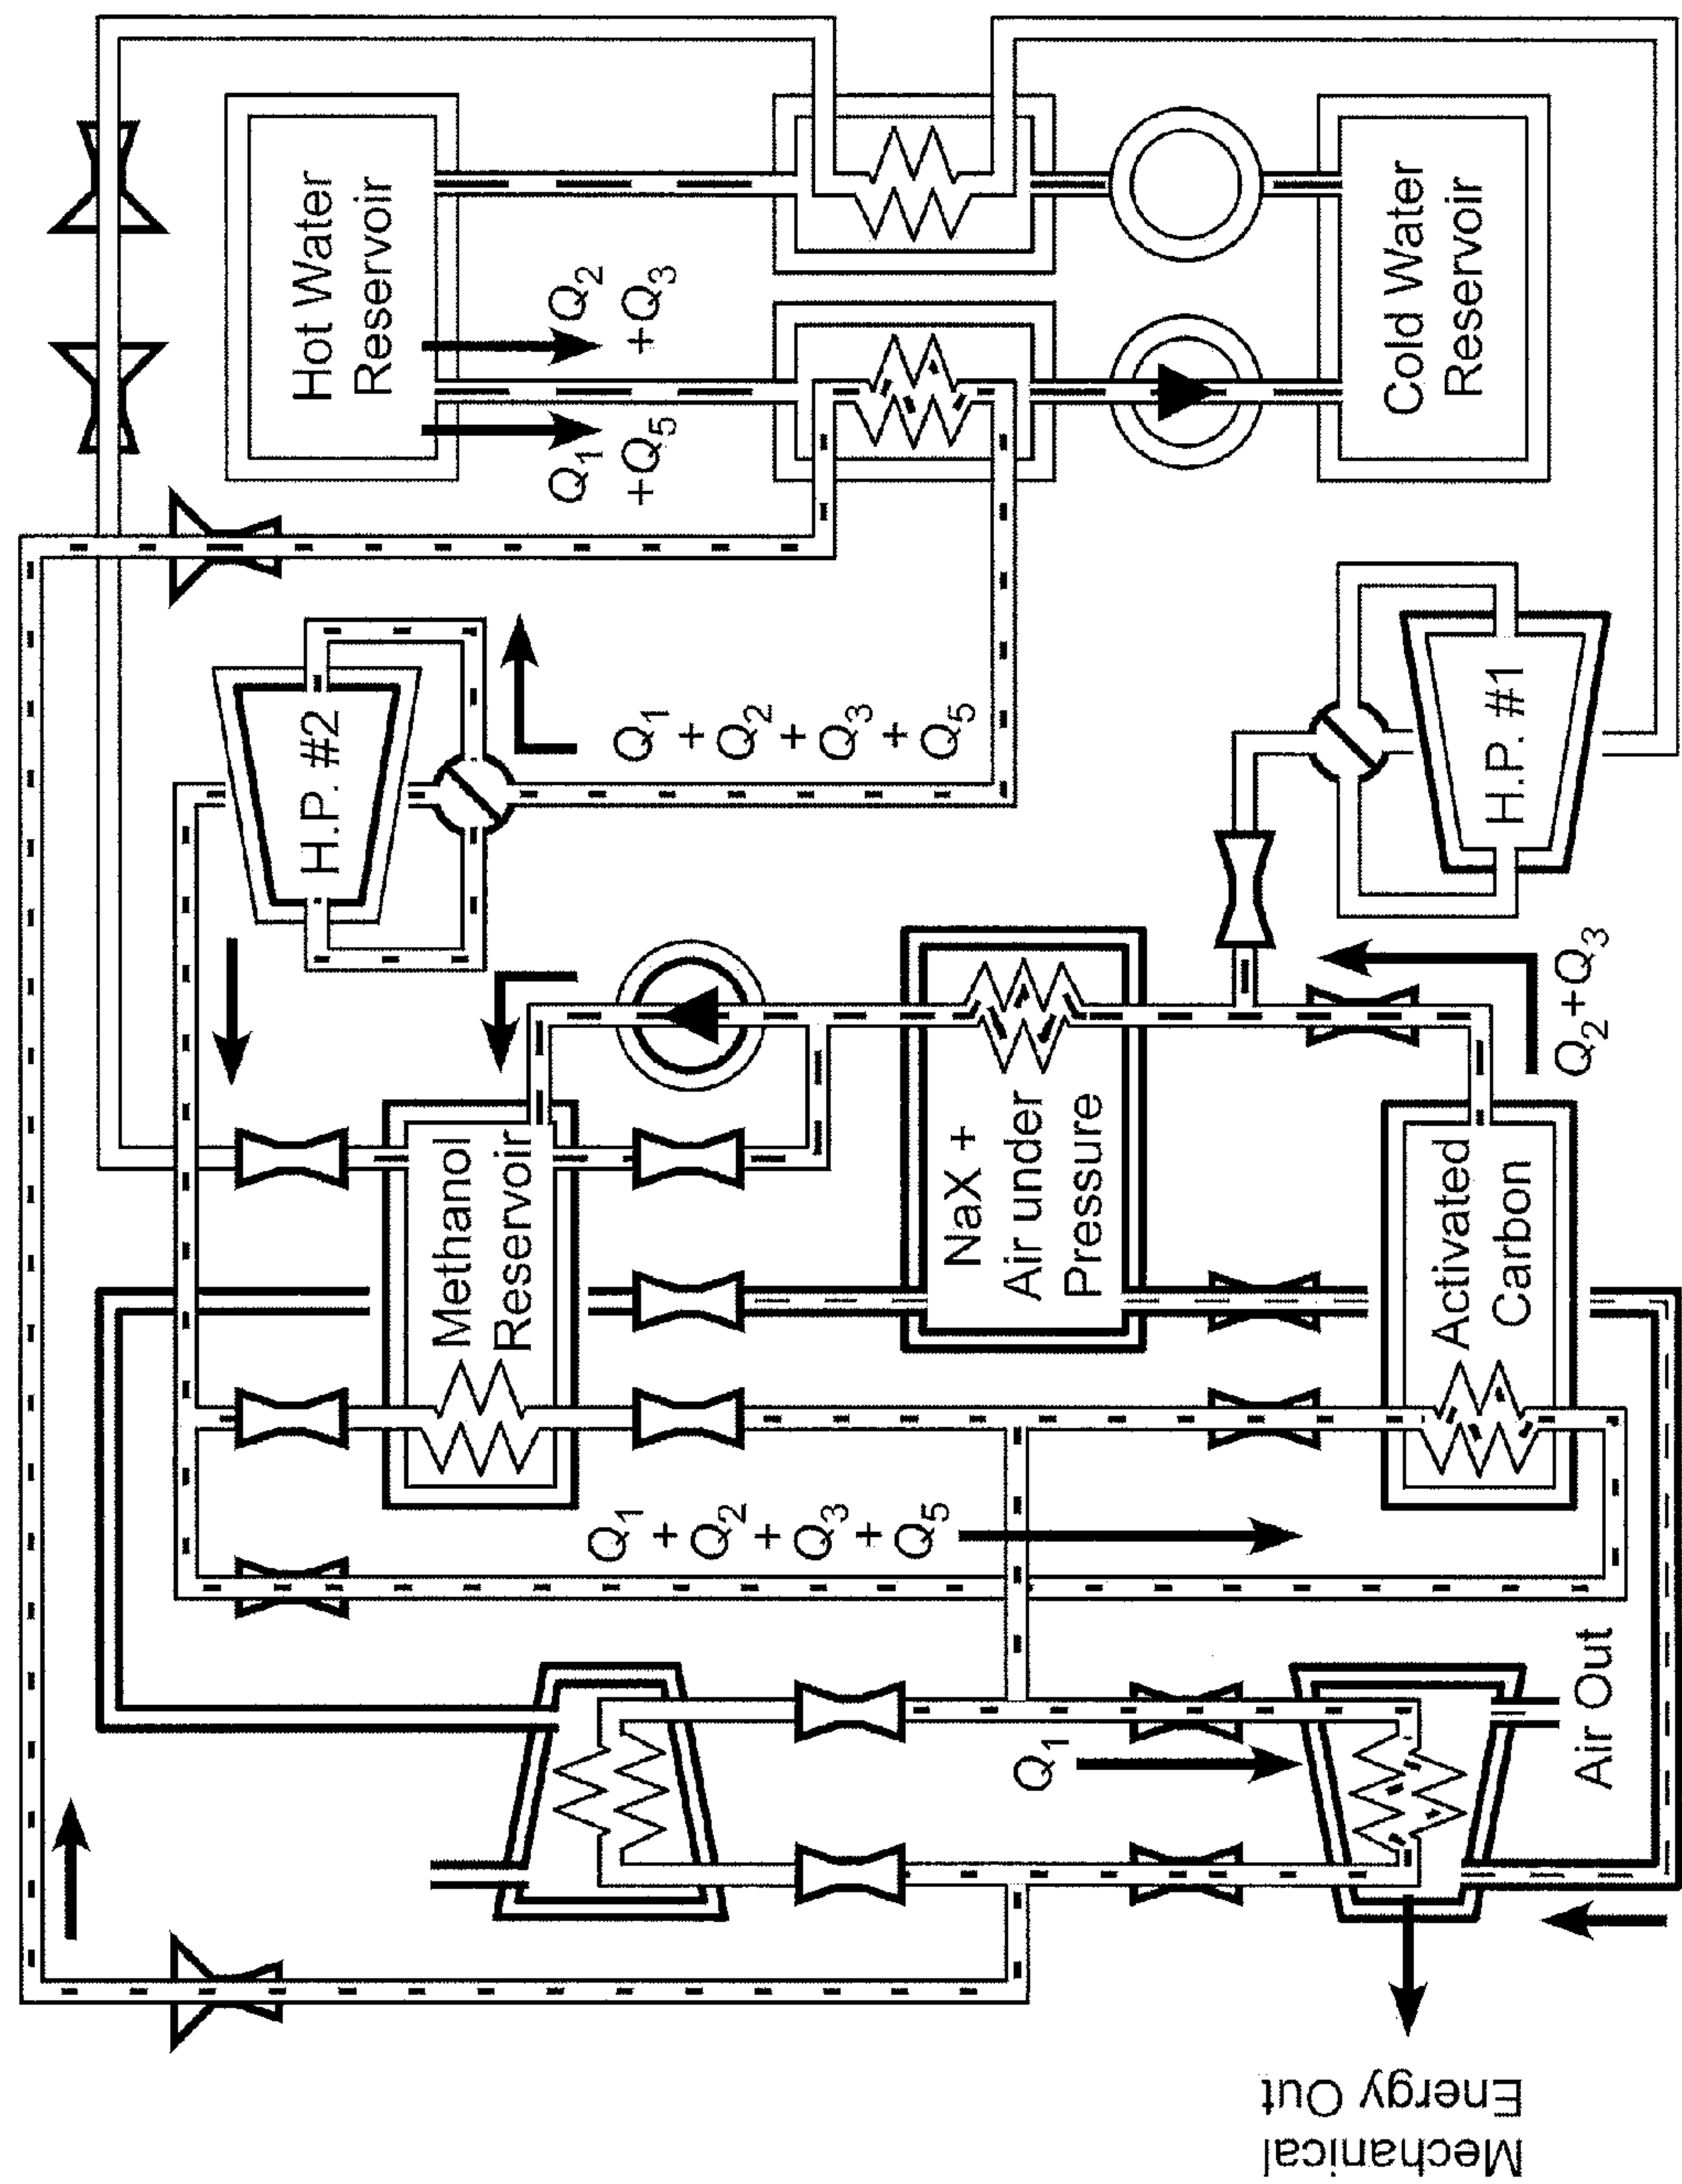 Hot Water
Reservoir
Q1
+Q5
Q2
+Q3
Cold Water
Reservoir
H.P. #2
Q1
+ Q2
+ Q3
+ Q5
H.P. #1
Methanol
Reservoir
NaX +
Air under
Pressure
Activated
Carbon
Q2+Q3
Q1
+ Q2
+ Q3
+ Q5
Q1
Air Out
Mechanical
Energy Out